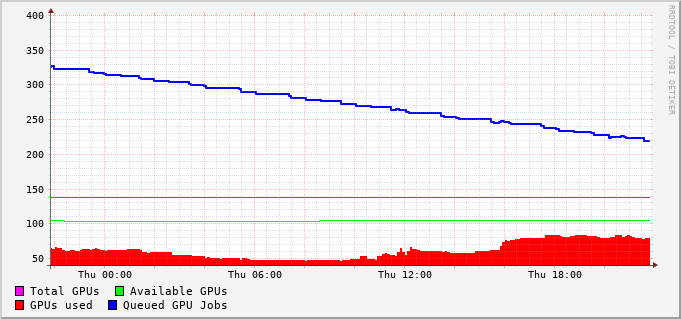 400
350
300
250
200
150
100
50
Thu 00:00 Thu 06:00 Thu 12:00 Thu 18:00
Total GPUs Available GPUs
GPUs used Queued GPU Jobs
RRDTOOL / TOBI OETIKER